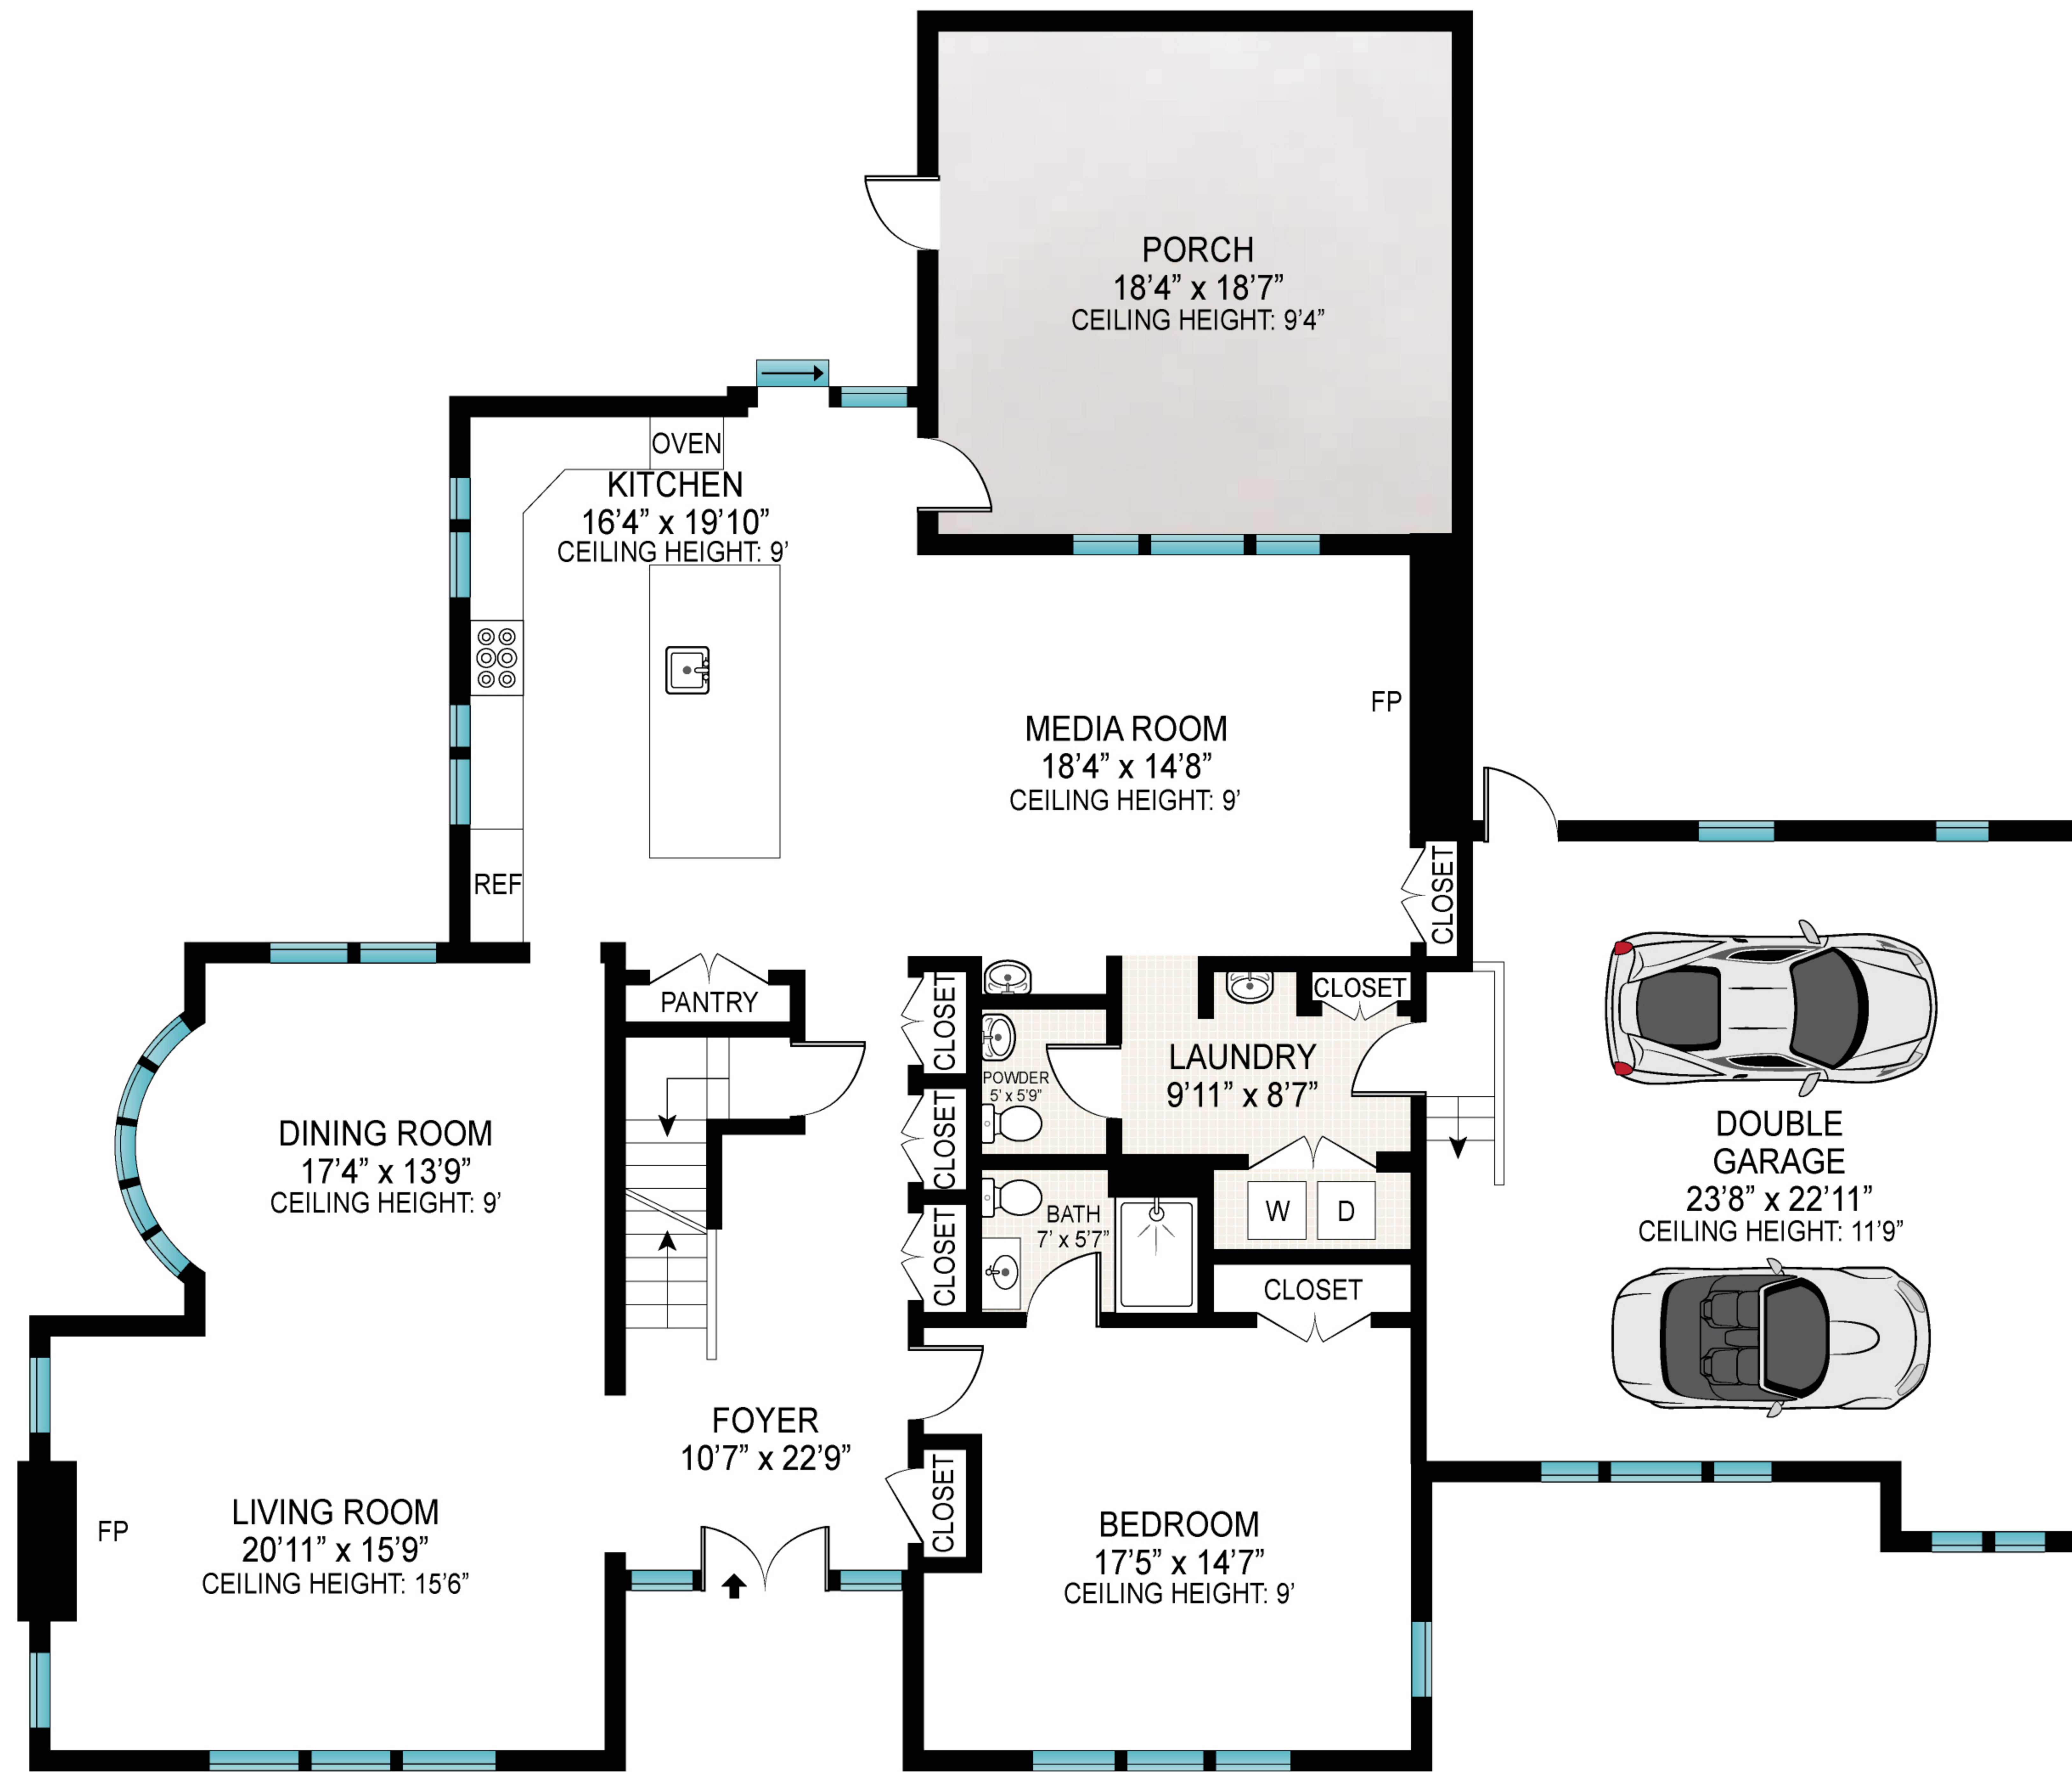 PORCH
18’4” x 18’7”
CEILING HEIGHT: 9’4”
OVEN
KITCHEN
16’4” x 19’10”
CEILING HEIGHT: 9’
FP
MEDIA ROOM
18’4” x 14’8”
CEILING HEIGHT: 9’
CLOSET
REF
PANTRY
CLOSET
CLOSET
LAUNDRY
9’11” x 8’7”
POWDER
5’ x 5’9”
CLOSET
DINING ROOM
17’4” x 13’9”
CEILING HEIGHT: 9’
DOUBLE
GARAGE
23’8” x 22’11”
CEILING HEIGHT: 11’9”
W
D
BATH
7’ x 5’7”
CLOSET
CLOSET
FOYER
10’7” x 22’9”
CLOSET
LIVING ROOM
20’11” x 15’9”
CEILING HEIGHT: 15’6”
FP
BEDROOM
17’5” x 14’7”
CEILING HEIGHT: 9’